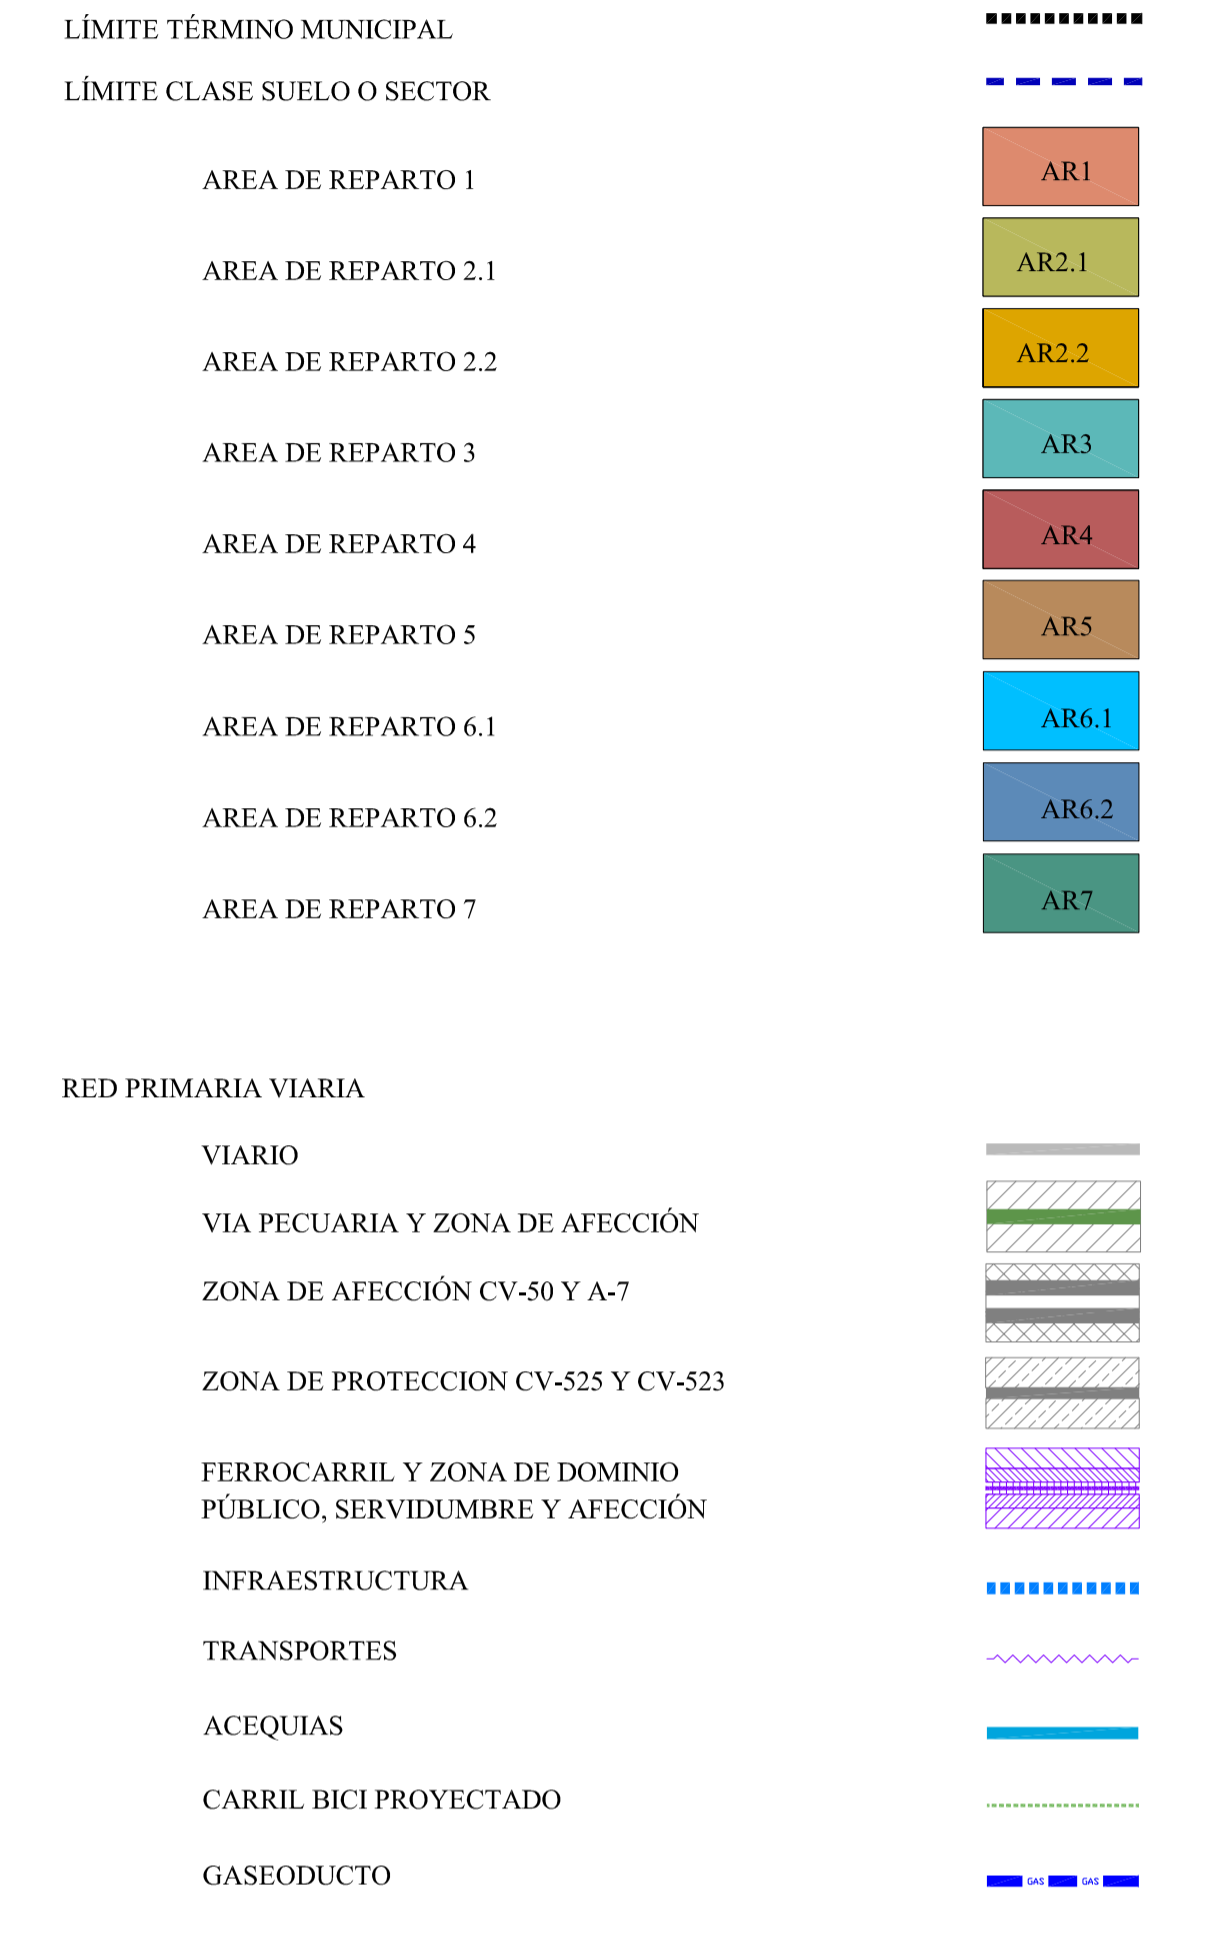 LÍMITE TÉRMINO MUNICIPAL
LÍMITE CLASE SUELO O SECTOR
AREA DE REPARTO 1 AR1
AREA DE REPARTO 2.1 AR2.1
AREA DE REPARTO 2.2 AR2.2
AREA DE REPARTO 3 AR3
AREA DE REPARTO 4 AR4
AREA DE REPARTO 5 AR5
AREA DE REPARTO 6.1 AR6.1
AREA DE REPARTO 6.2 AR6.2
AREA DE REPARTO 7 AR7
RED PRIMARIA VIARIA
VIARIO
VIA PECUARIA Y ZONA DE AFECCIÓN
ZONA DE AFECCIÓN CV-50 Y A-7
ZONA DE PROTECCION CV-525 Y CV-523
FERROCARRIL Y ZONA DE DOMINIO
PÚBLICO, SERVIDUMBRE Y AFECCIÓN
INFRAESTRUCTURA
TRANSPORTES
ACEQUIAS
CARRIL BICI PROYECTADO
GASEODUCTO GAS GAS